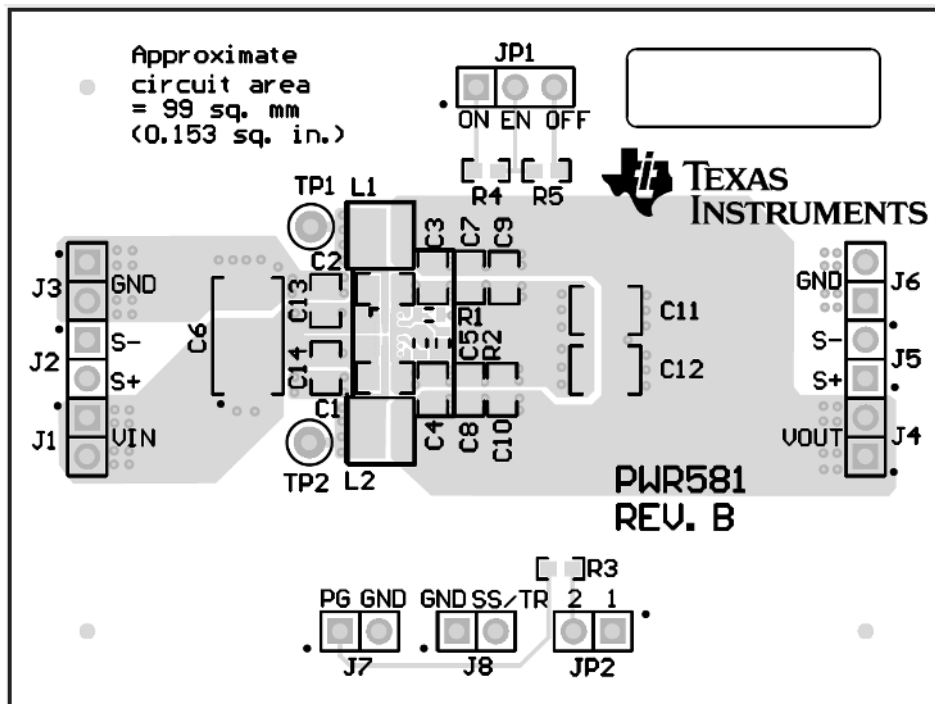 Approximate
circuit area
= 99 sq. mm
(0.153 sq. in.)
JP1
ON EN OFF
R4 R5
TEXAS
INSTRUMENTS
TP1 L1
C3 C7 C9
C2
J3 GND
C13
C6
R1
C5 R2
C11
GND J6
J2 S-
S+
C14
C12
S- J5
S+
C1
C4 C8 C10
J1 VIN
VOUT J4
TP2 L2
PWR581
REV. B
R3
PG GND
GND SS/TR 2 1
J7 J8 JP2